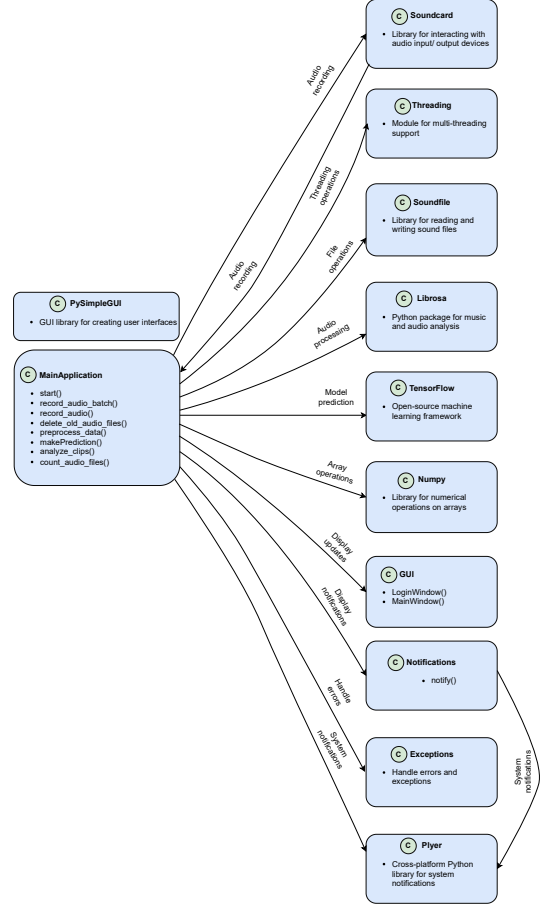 C Soundcard
• Library for interacting with
audio input/ output devices
Audio
recording
C Threading
• Module for multi-threading
support
Threading
operations
C Soundfile
• Library for reading and
writing sound files
File
operations
Audio
recording
C PySimpleGUI
• GUI library for creating user interfaces
C Librosa
• Python package for music
and audio analysis
Audio
processing
C MainApplication
• start()
• record_audio_batch()
• record_audio()
• delete_old_audio_files()
• preprocess_data()
• makePrediction()
• analyze_clips()
• count_audio_files()
Model
prediction
C TensorFlow
• Open-source machine
learning framework
Array
operations
C Numpy
• Library for numerical
operations on arrays
Display
updates
C GUI
• LoginWindow()
• MainWindow()
Display
notifications
C Notifications
• notify()
Handle
errors
C Exceptions
• Handle errors and
exceptions
System
notifications
System
notifications
C Plyer
• Cross-platform Python
library for system
notifications